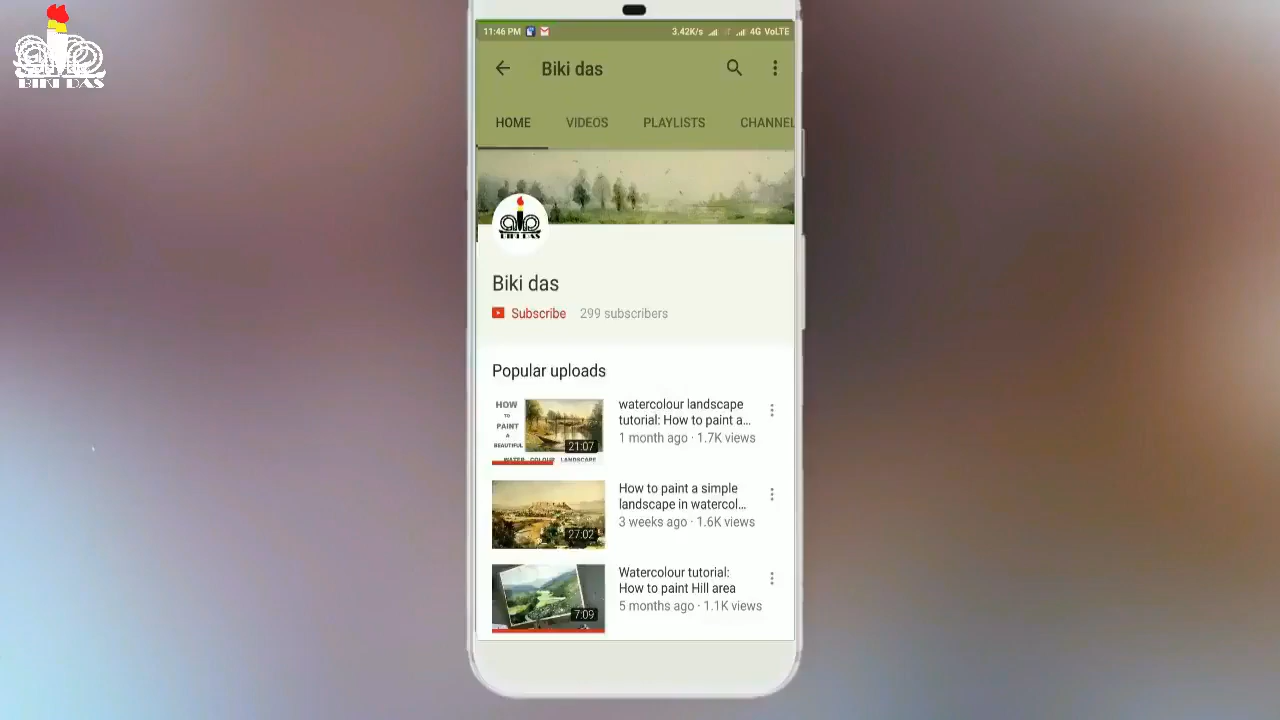 BIKI DAS
11:46 PM
3.42K/s 4G VoLTE
Biki das
HOME VIDEOS PLAYLISTS CHANNEL
BIKI DAS
Biki das
Subscribe 299 subscribers
Popular uploads
HOW
TO
PAINT
A
BEAUTIFUL
WATER COLOUR LANDSCAPE
21:07
watercolour landscape
tutorial: How to paint a...
1 month ago · 1.7K views
27:02
How to paint a simple
landscape in watercol...
3 weeks ago · 1.6K views
7:09
Watercolour tutorial:
How to paint Hill area
5 months ago · 1.1K views